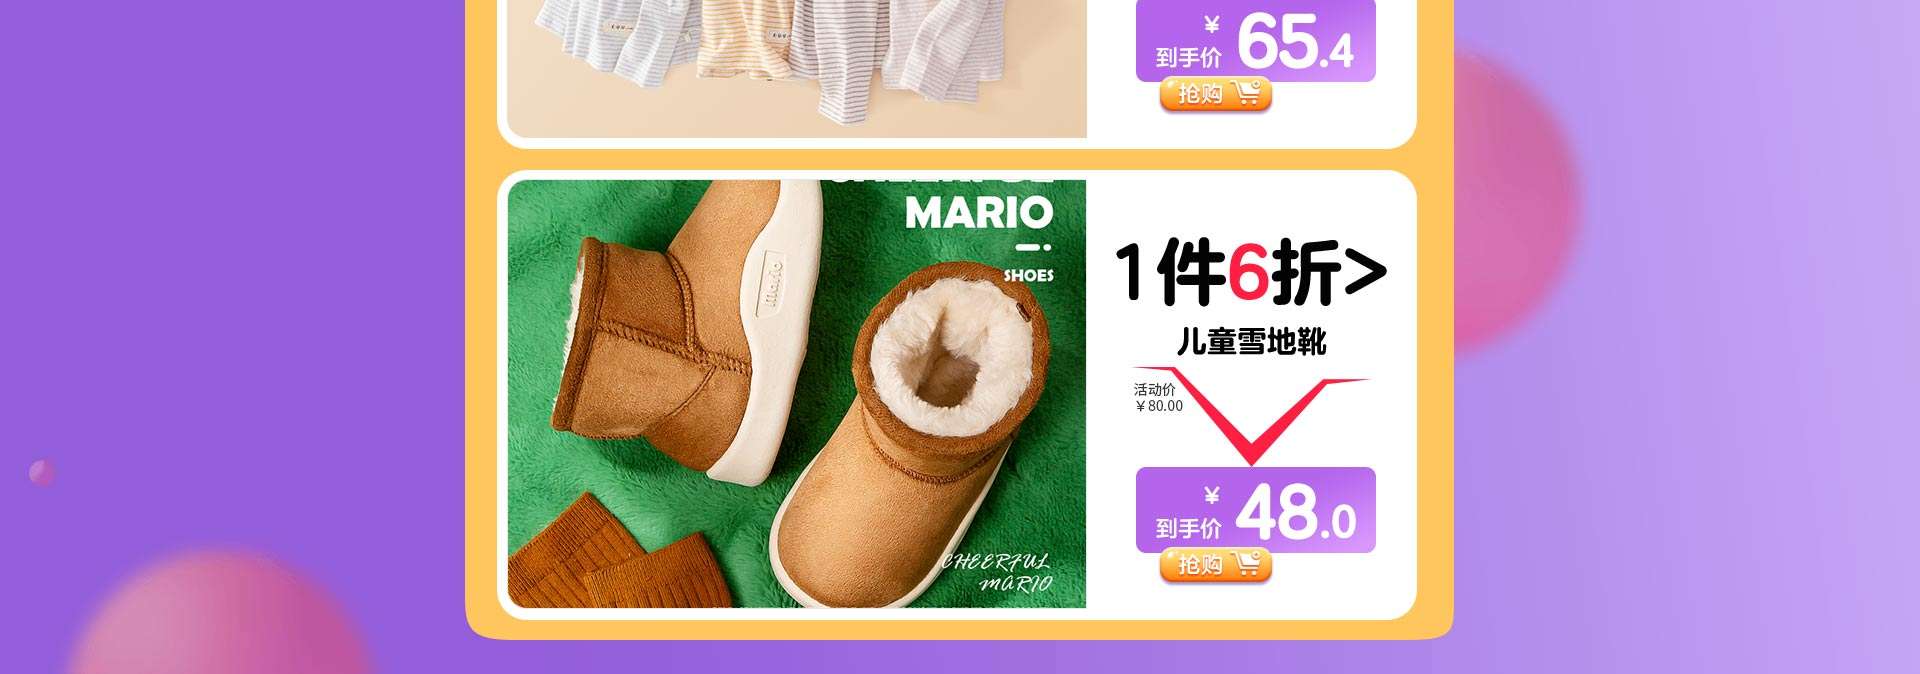 ¥
到手价 65.4
抢购
MARIO
SHOES
Mario
CHEERFUL
MARIO
1件6折>
儿童雪地靴
活动价
￥80.00
¥
到手价 48.0
抢购